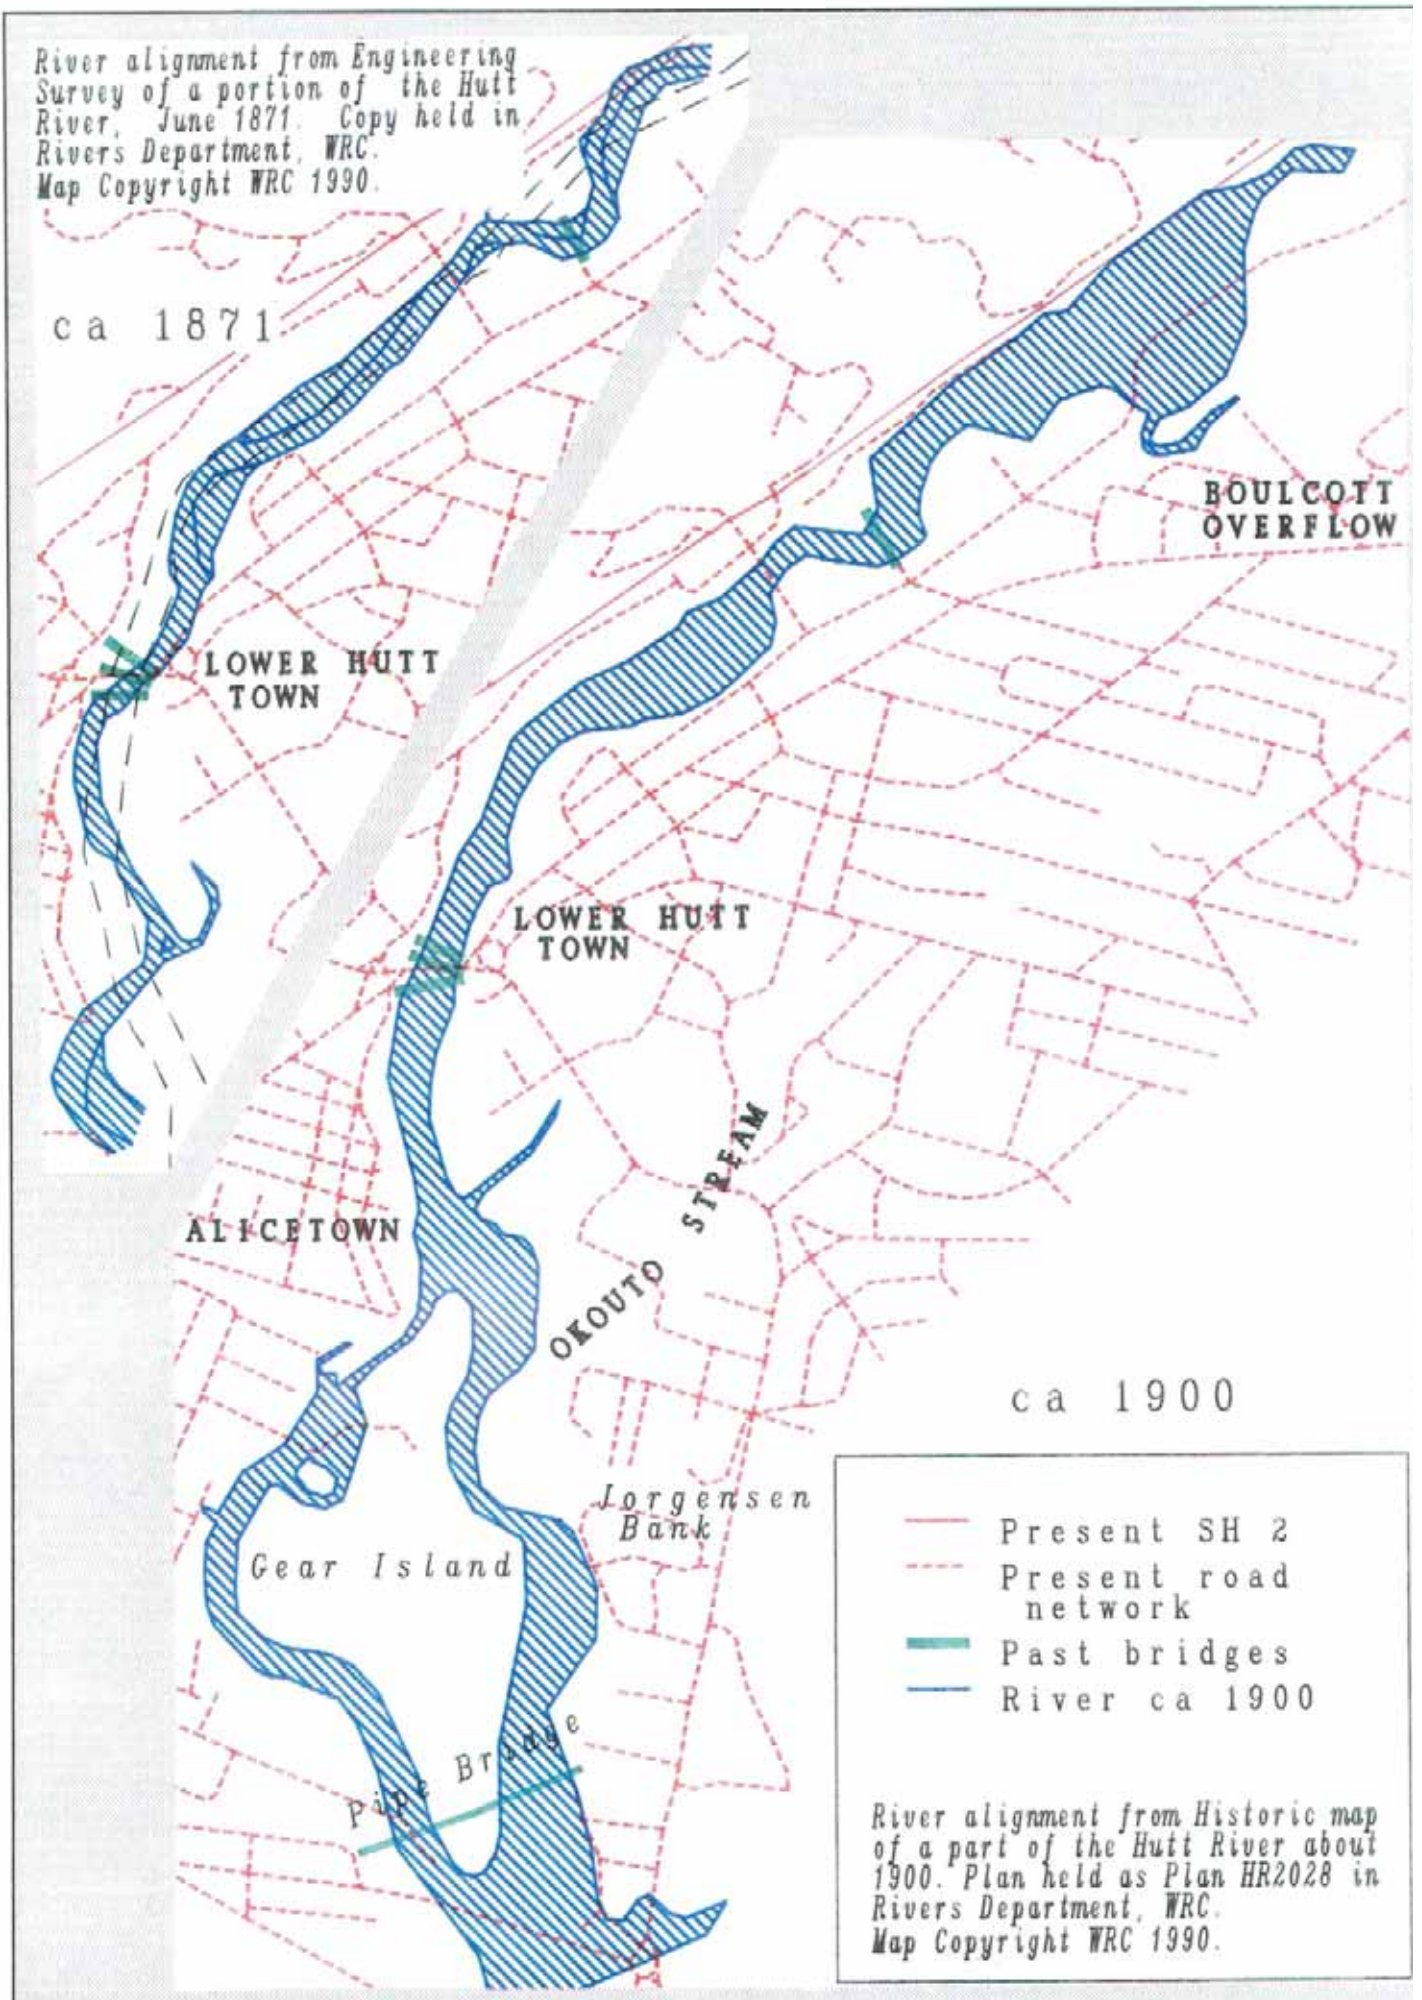 River alignment from Engineering
Survey of a portion of the Hutt
River, June 1871. Copy held in
Rivers Department, WRC.
Map Copyright WRC 1990.
ca 1871
BOULCOTT
OVERFLOW
LOWER HUTT
TOWN
LOWER HUTT
TOWN
ALICETOWN
OKOUTO STREAM
ca 1900
Jorgensen
Bank
Gear Island
Pipe Bridge
Present SH 2
Present road
network
Past bridges
River ca 1900
River alignment from Historic map
of a part of the Hutt River about
1900. Plan held as Plan HR2028 in
Rivers Department, WRC.
Map Copyright WRC 1990.